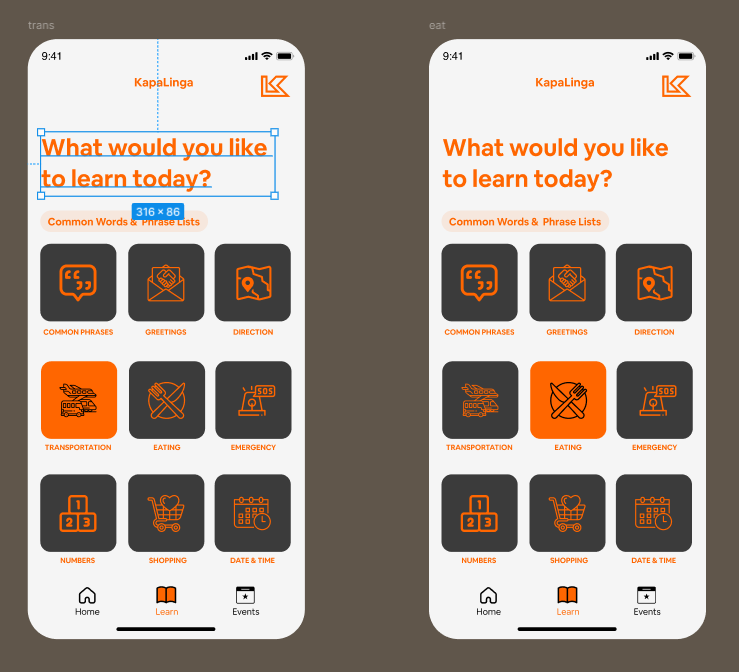 trans
9:41
KapaLinga
What would you like
to learn today?
316 × 86
Common Words & Phrase Lists
COMMON PHRASES GREETINGS DIRECTION
SOS
TRANSPORTATION EATING EMERGENCY
1
2 3
NUMBERS SHOPPING DATE & TIME
Home Learn Events
eat
9:41
KapaLinga
What would you like
to learn today?
Common Words & Phrase Lists
COMMON PHRASES GREETINGS DIRECTION
SOS
TRANSPORTATION EATING EMERGENCY
1
2 3
NUMBERS SHOPPING DATE & TIME
Home Learn Events